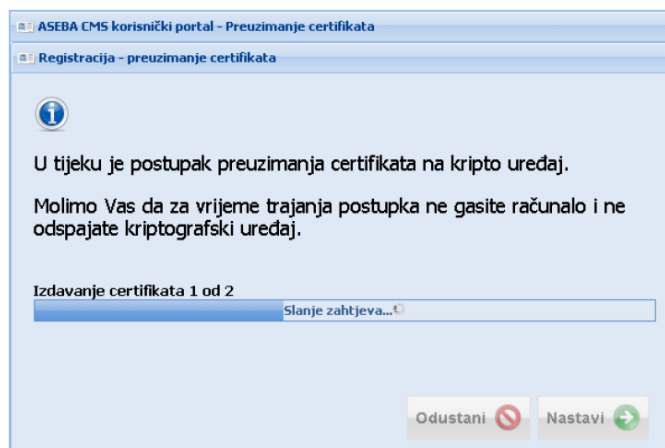 ASEBA CMS korisnički portal - Preuzimanje certifikata
Registracija - preuzimanje certifikata
U tijeku je postupak preuzimanja certifikata na kripto uređaj.
Molimo Vas da za vrijeme trajanja postupka ne gasite računalo i ne
odspajate kriptografski uređaj.
Izdavanje certifikata 1 od 2
Slanje zahtjeva...
Odustani
Nastavi